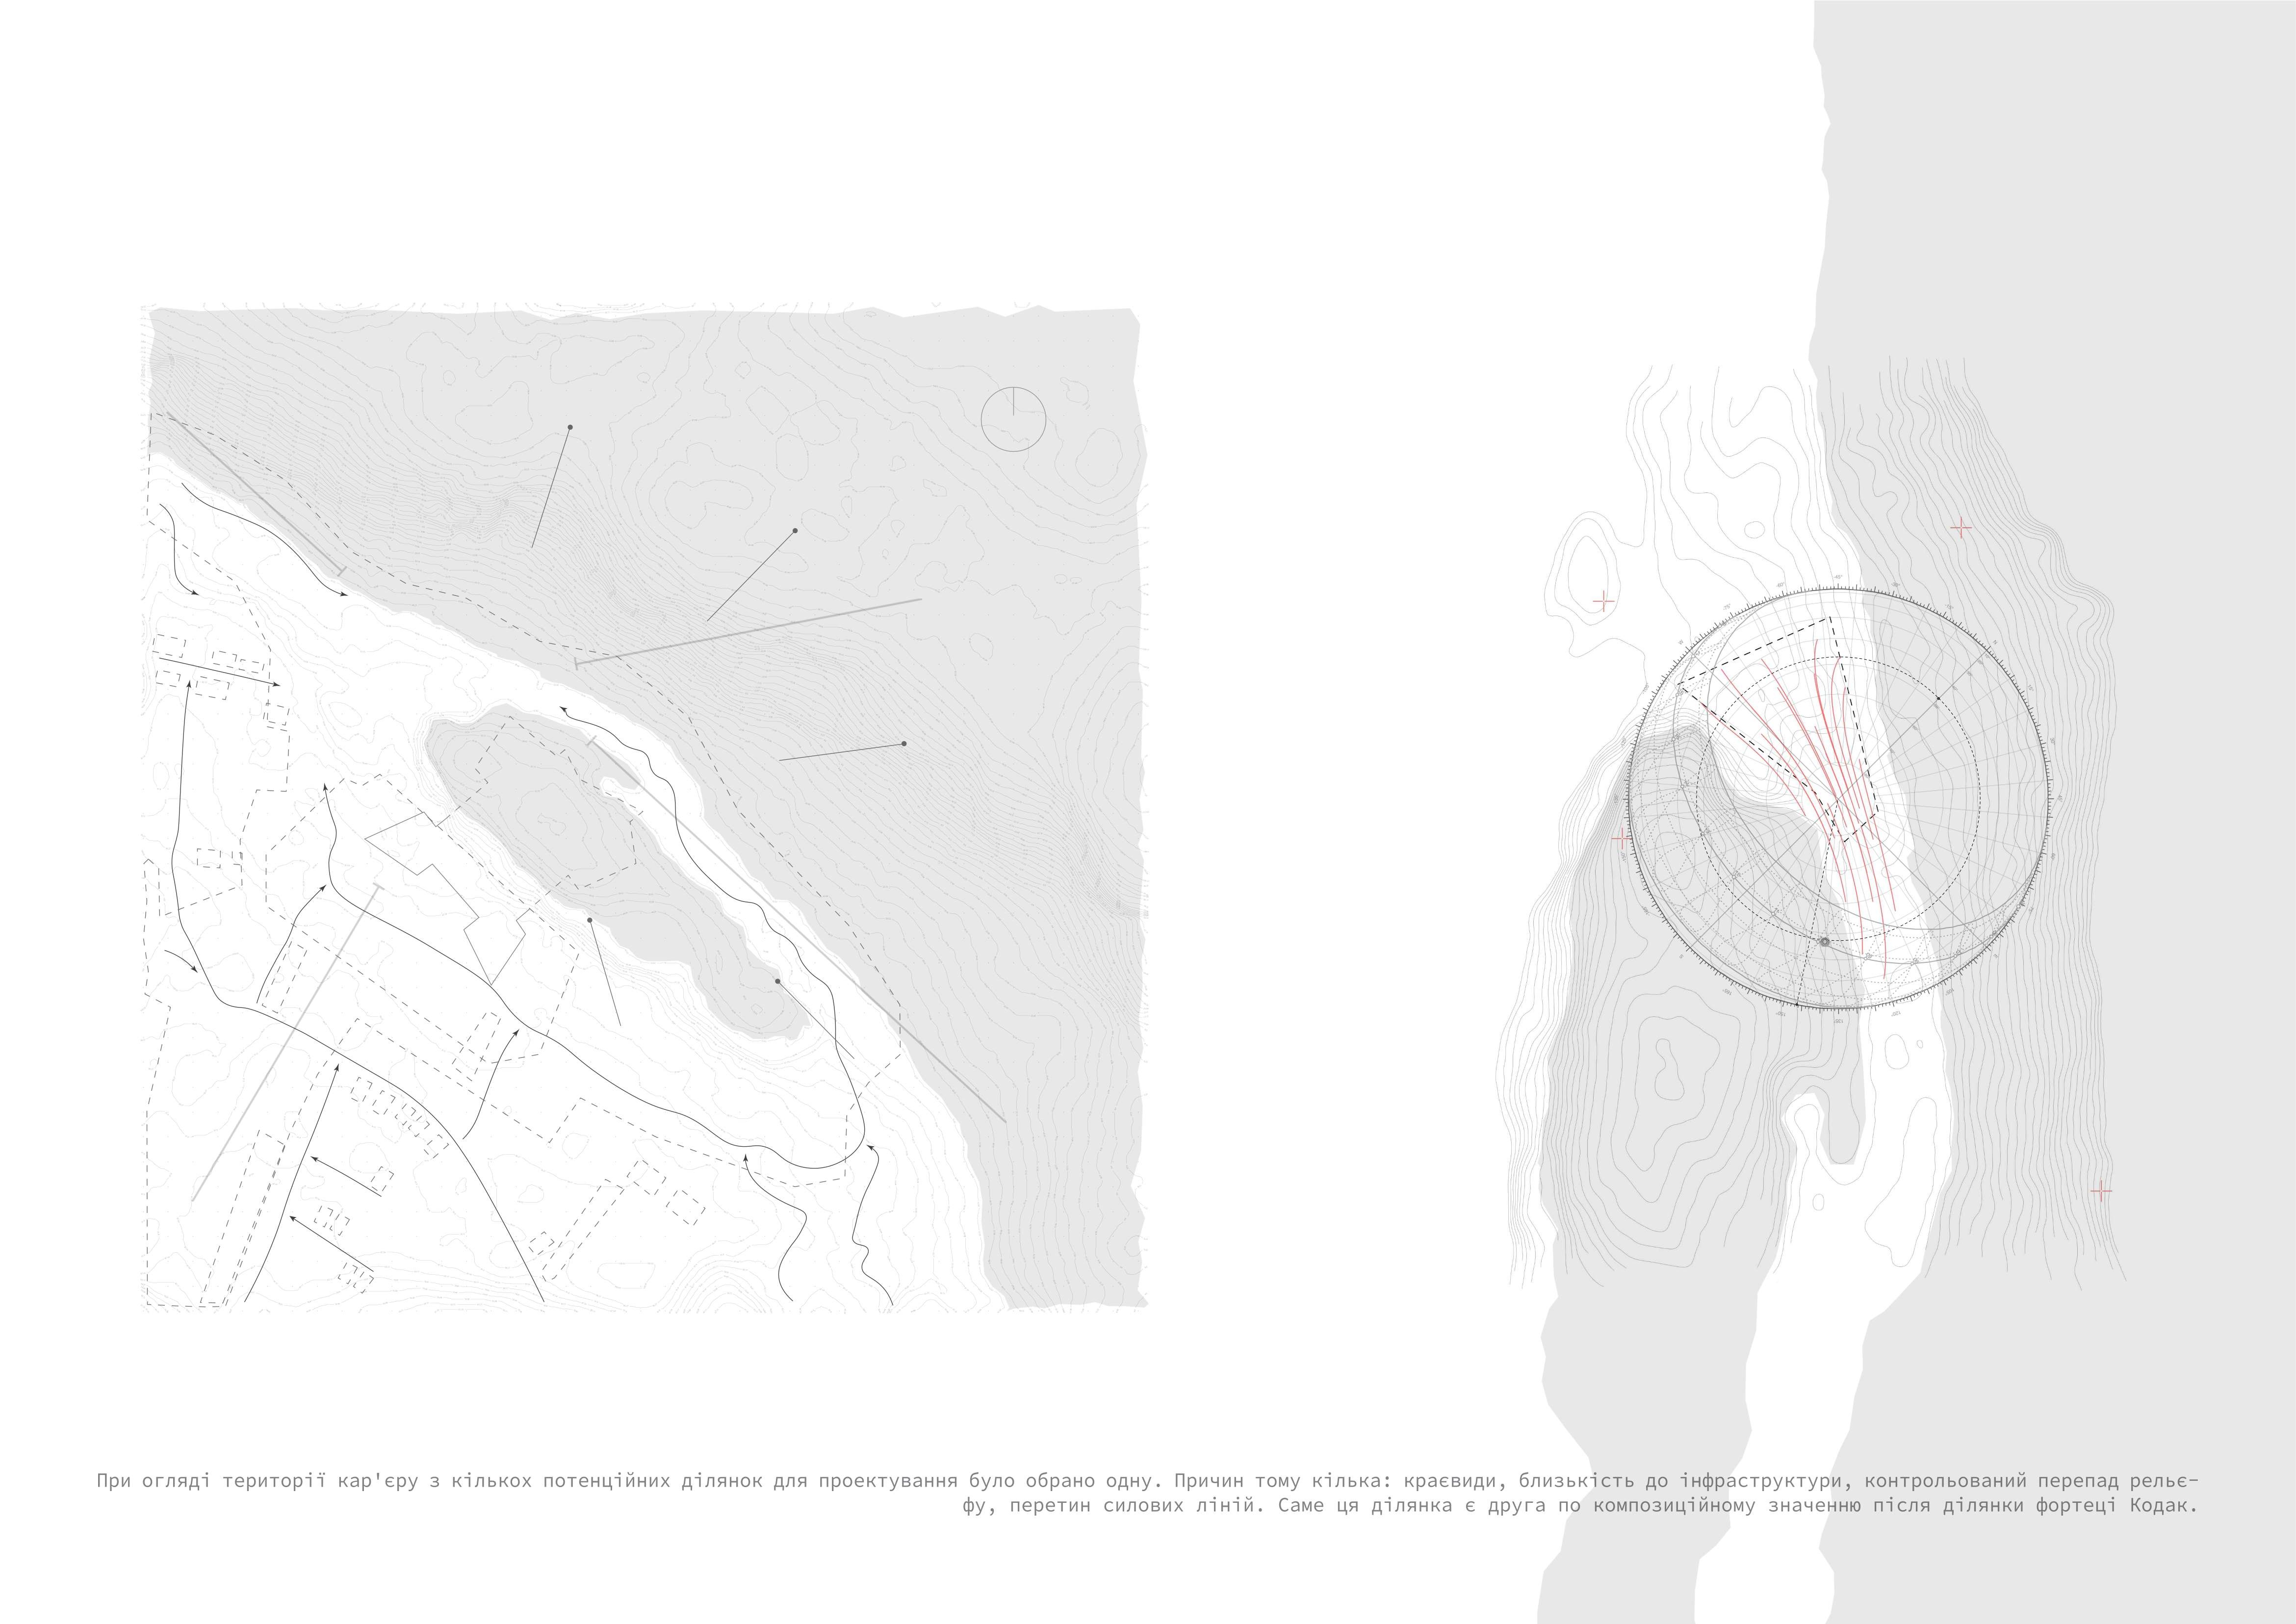 При огляді території кар'єру з кількох потенційних ділянок для проектування було обрано одну. Причин тому кілька: краєвиди, близькість до інфраструктури, контрольований перепад рельє-
фу, перетин силових ліній. Саме ця ділянка є друга по композиційному значенню після ділянки фортеці Кодак.